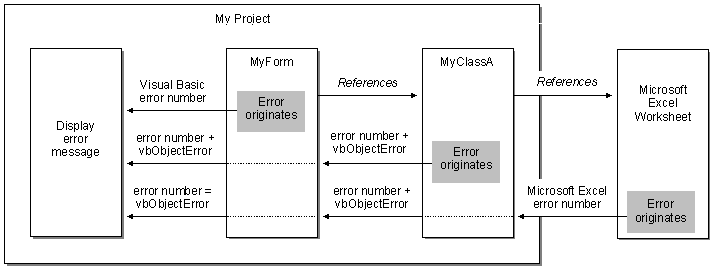 My Project
MyForm
MyClassA
References
References
Visual Basic
error number
Error
originates
Microsoft
Excel
Worksheet
Display
error
message
error number +
vbObjectError
error number +
vbObjectError
Error
originates
error number =
vbObjectError
error number +
vbObjectError
Microsoft Excel
error number
Error
originates